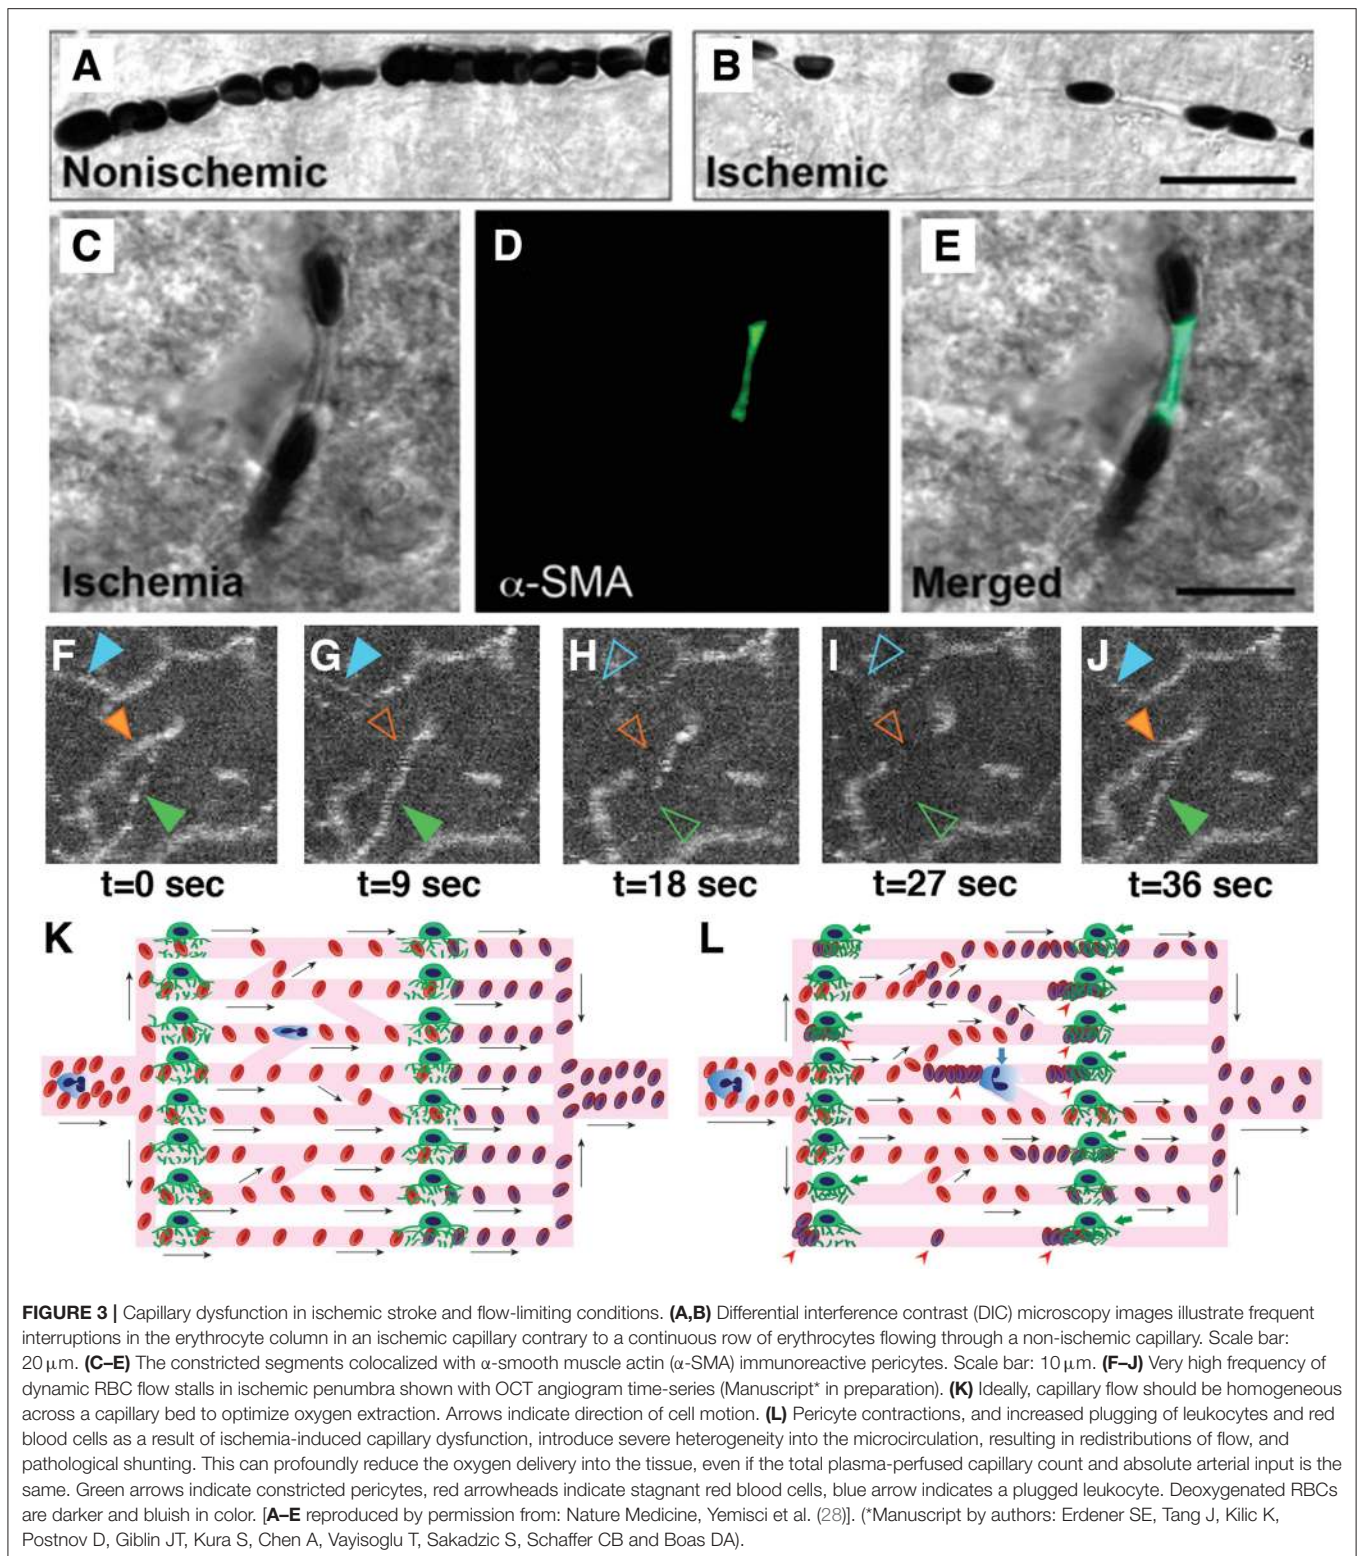 A
Nonischemic
B
Ischemic
C
Ischemia
D
α-SMA
E
Merged
F
G
H
I
J
t=0 sec
t=9 sec
t=18 sec
t=27 sec
t=36 sec
K
L
FIGURE 3 | Capillary dysfunction in ischemic stroke and flow-limiting conditions. (A,B) Differential interference contrast (DIC) microscopy images illustrate frequent
interruptions in the erythrocyte column in an ischemic capillary contrary to a continuous row of erythrocytes flowing through a non-ischemic capillary. Scale bar:
20 μm. (C–E) The constricted segments colocalized with α-smooth muscle actin (α-SMA) immunoreactive pericytes. Scale bar: 10 μm. (F–J) Very high frequency of
dynamic RBC flow stalls in ischemic penumbra shown with OCT angiogram time-series (Manuscript* in preparation). (K) Ideally, capillary flow should be homogeneous
across a capillary bed to optimize oxygen extraction. Arrows indicate direction of cell motion. (L) Pericyte contractions, and increased plugging of leukocytes and red
blood cells as a result of ischemia-induced capillary dysfunction, introduce severe heterogeneity into the microcirculation, resulting in redistributions of flow, and
pathological shunting. This can profoundly reduce the oxygen delivery into the tissue, even if the total plasma-perfused capillary count and absolute arterial input is the
same. Green arrows indicate constricted pericytes, red arrowheads indicate stagnant red blood cells, blue arrow indicates a plugged leukocyte. Deoxygenated RBCs
are darker and bluish in color. [A–E reproduced by permission from: Nature Medicine, Yemisci et al. (28)]. (*Manuscript by authors: Erdener SE, Tang J, Kilic K,
Postnov D, Giblin JT, Kura S, Chen A, Vayisoglu T, Sakadzic S, Schaffer CB and Boas DA).